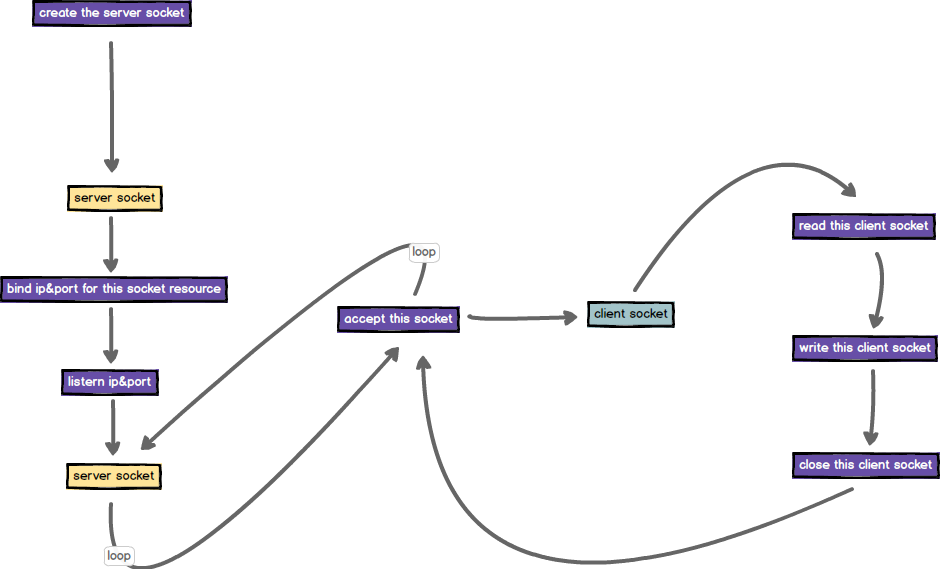 create the server socket
server socket
bind ip&port for this socket resource
listern ip&port
server socket
loop
loop
accept this socket
client socket
read this client socket
write this client socket
close this client socket